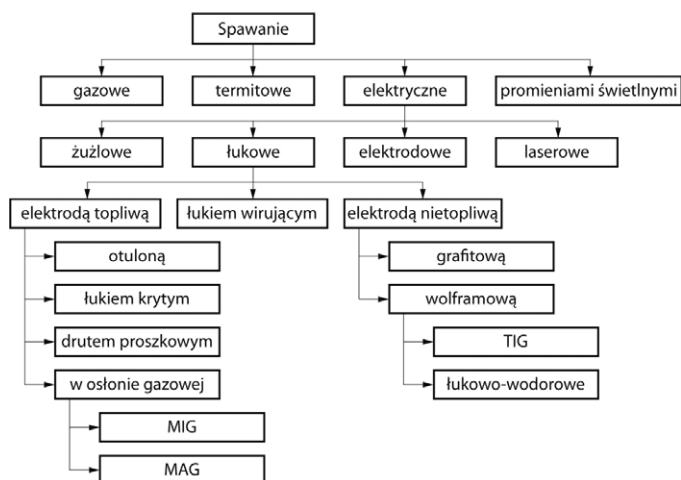 Spawanie
gazowe
termitowe
elektryczne
promieniami świetlnymi
żużlowe
łukowe
elektrodowe
laserowe
elektrodą topliwą
łukiem wirującym
elektrodą nietopliwą
otuloną
grafitową
łukiem krytym
wolframową
drutem proszkowym
TIG
w osłonie gazowej
łukowo-wodorowe
MIG
MAG